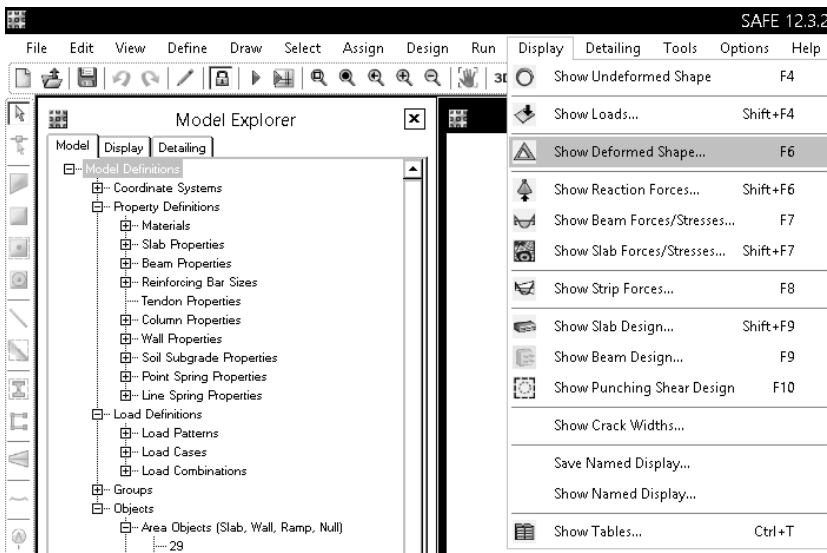 SAFE 12.3.2
File Edit View Define Draw Select Assign Design Run Display Detailing Tools Options Help
Model Explorer
Model Display Detailing
Model Definitions
Coordinate Systems
Property Definitions
Materials
Slab Properties
Beam Properties
Reinforcing Bar Sizes
Tendon Properties
Column Properties
Wall Properties
Soil Subgrade Properties
Point Spring Properties
Line Spring Properties
Load Definitions
Load Patterns
Load Cases
Load Combinations
Groups
Objects
Area Objects (Slab, Wall, Ramp, Null)
29
Show Undeformed Shape F4
Show Loads... Shift+F4
Show Deformed Shape... F6
Show Reaction Forces... Shift+F6
Show Beam Forces/Stresses... F7
Show Slab Forces/Stresses... Shift+F7
Show Strip Forces... F8
Show Slab Design... Shift+F9
Show Beam Design... F9
Show Punching Shear Design F10
Show Crack Widths...
Save Named Display...
Show Named Display...
Show Tables... Ctrl+T